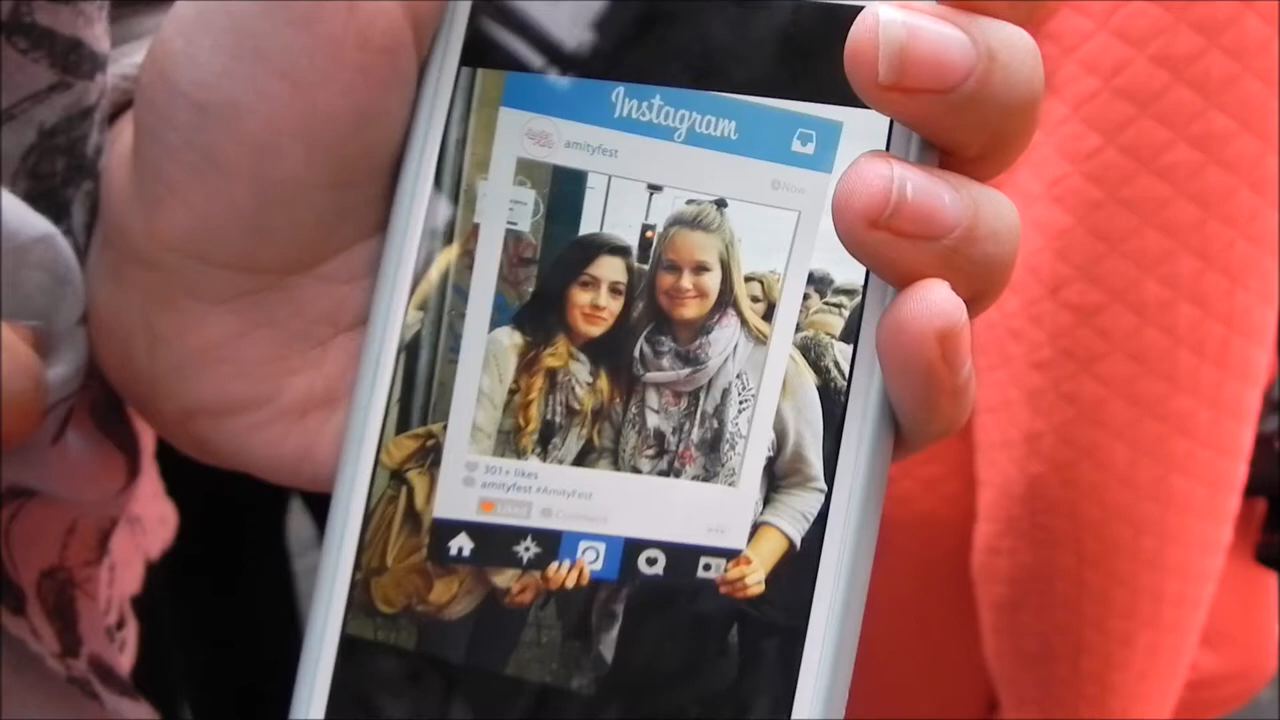 Instagram
amityfest
Now
301+ likes
amityfest #AmityFest
Liked
Comment